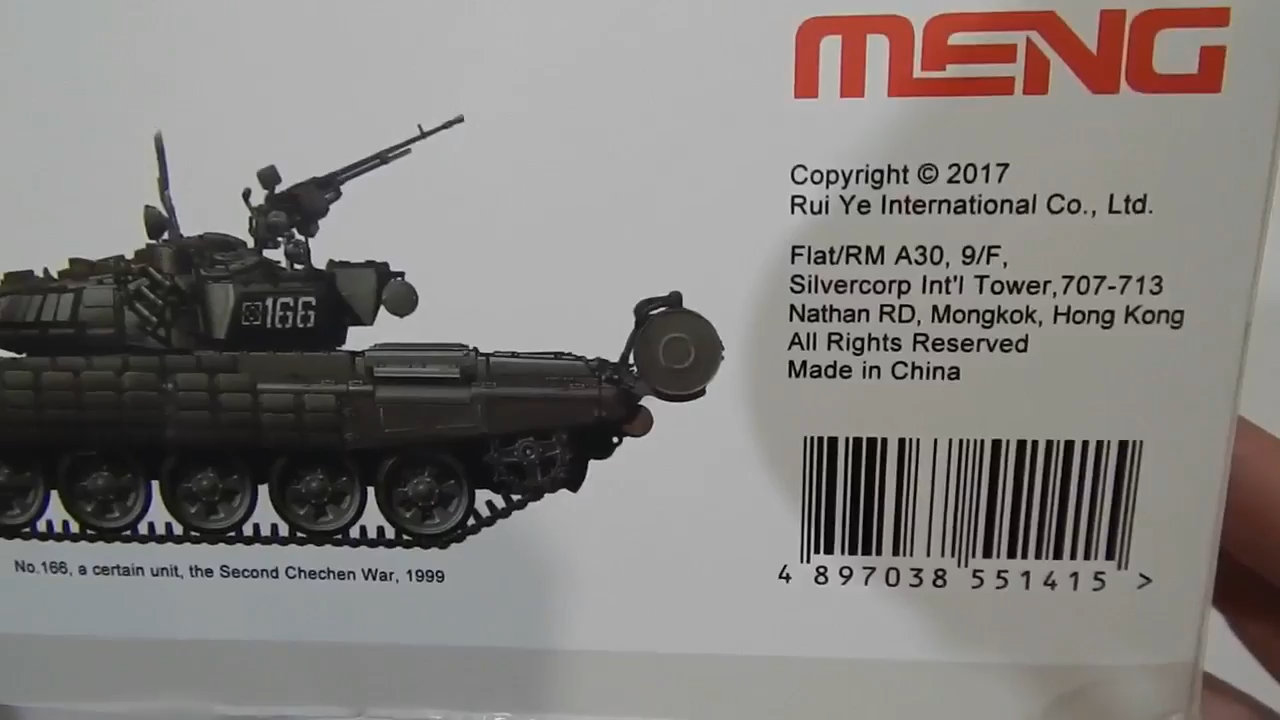 MENG
Copyright © 2017
Rui Ye International Co., Ltd.
Flat/RM A30, 9/F,
Silvercorp Int'l Tower,707-713
Nathan RD, Mongkok, Hong Kong
All Rights Reserved
Made in China
166
No.166, a certain unit, the Second Chechen War, 1999
4 897038 551415 >